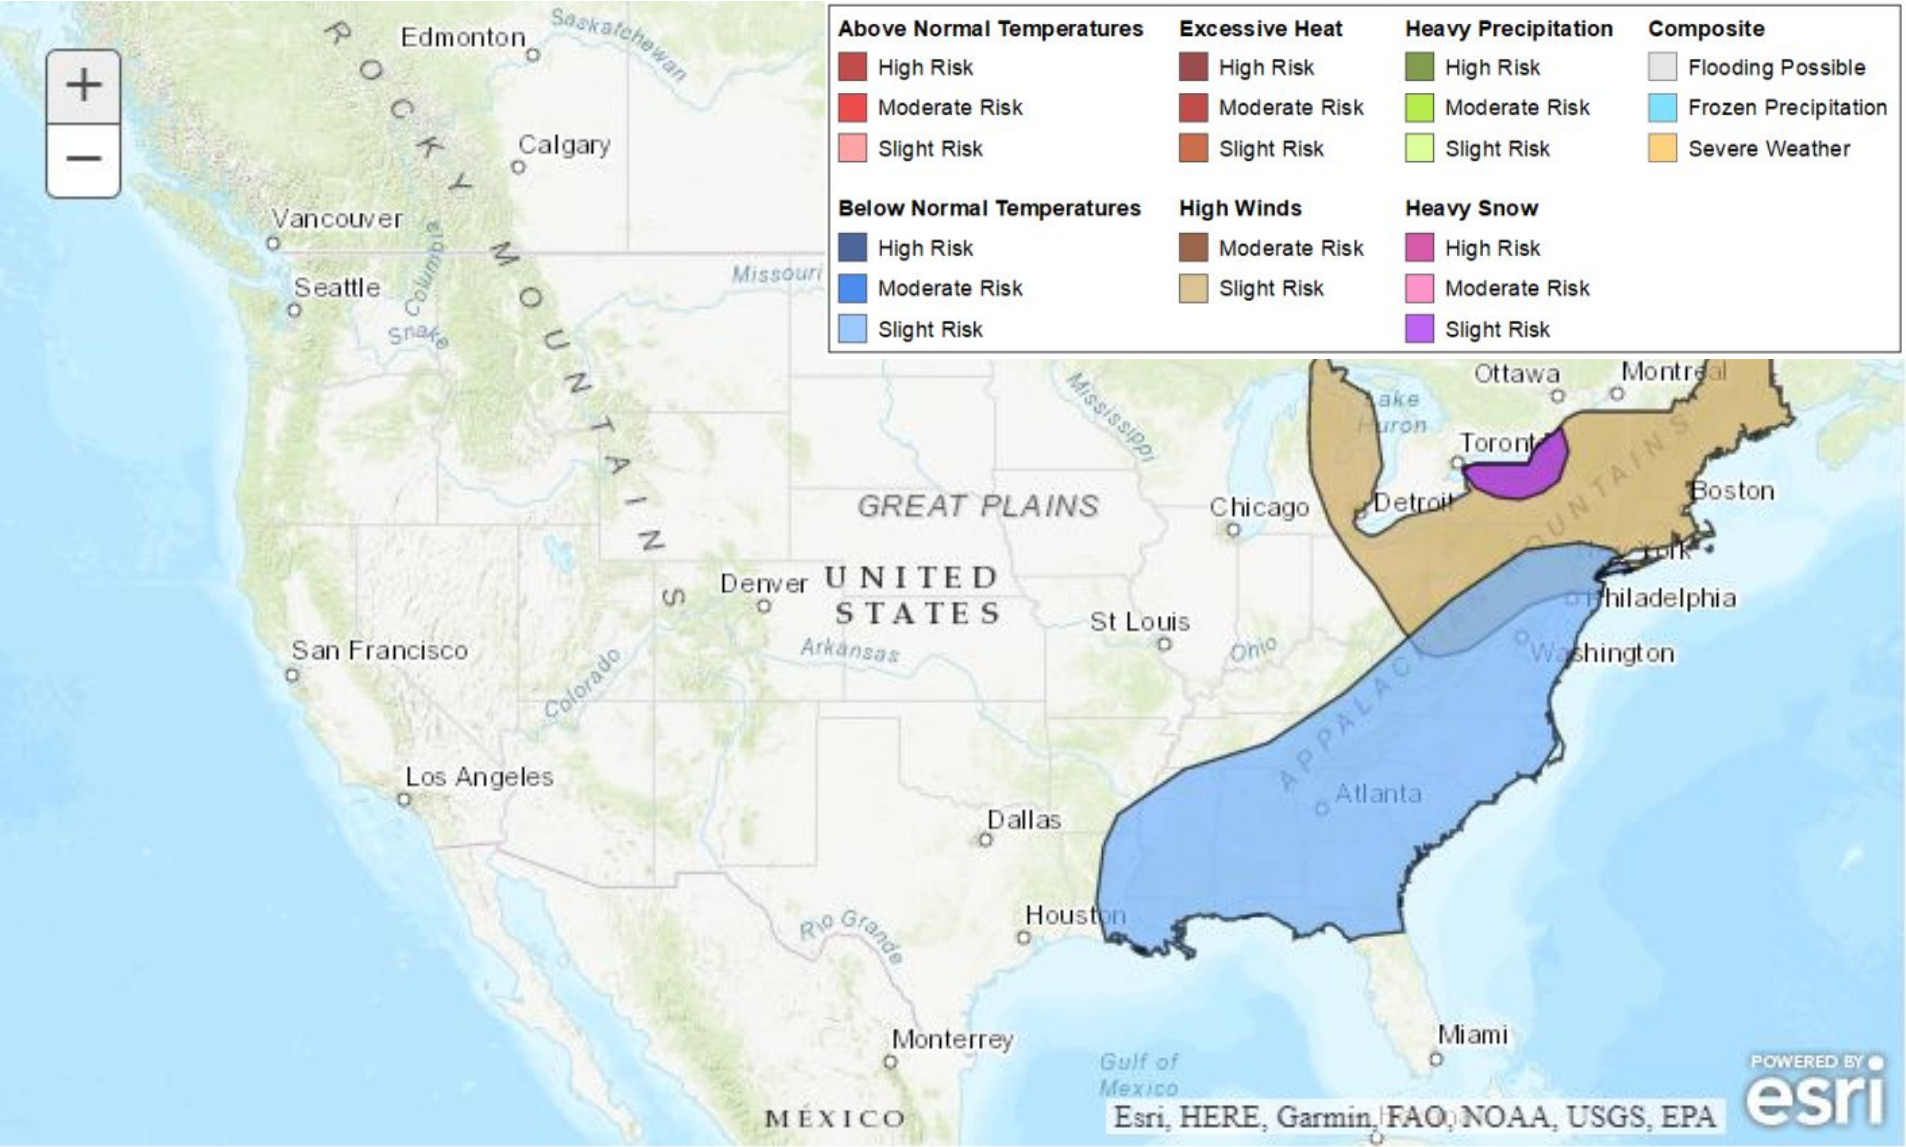 Above Normal Temperatures
High Risk
Moderate Risk
Slight Risk
Excessive Heat
High Risk
Moderate Risk
Slight Risk
Heavy Precipitation
High Risk
Moderate Risk
Slight Risk
Composite
Flooding Possible
Frozen Precipitation
Severe Weather
Below Normal Temperatures
High Risk
Moderate Risk
Slight Risk
High Winds
Moderate Risk
Slight Risk
Heavy Snow
High Risk
Moderate Risk
Slight Risk
+
−
Edmonton
Saskatchewan
ROCKY MOUNTAINS
Calgary
Vancouver
Columbia
Seattle
Snake
Missouri
Mississippi
Ottawa
Montreal
Lake
Huron
Toronto
Detroit
Boston
Chicago
GREAT PLAINS
York
Denver
UNITED
STATES
Philadelphia
St Louis
Ohio
Washington
San Francisco
Colorado
Arkansas
APPALAC
OUNTAINS
Los Angeles
Atlanta
Dallas
Houston
Rio Grande
Monterrey
Miami
Gulf of
Mexico
MÉXICO
Esri, HERE, Garmin, FAO, NOAA, USGS, EPA
POWERED BY
esri